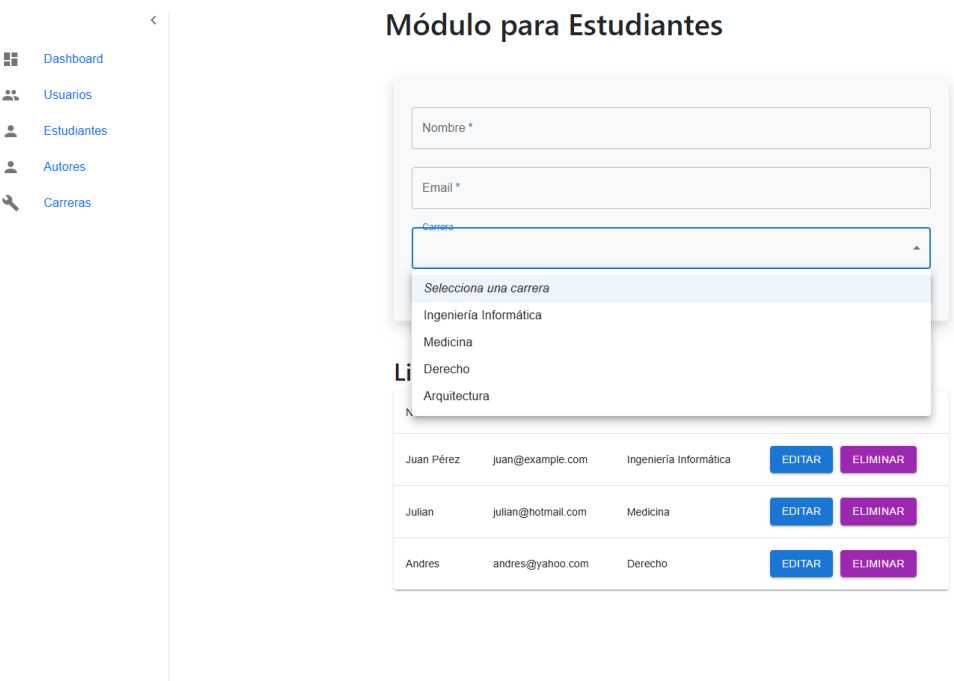 Módulo para Estudiantes
Dashboard
Usuarios
Estudiantes
Autores
Carreras
Nombre *
Email *
Carrera
Selecciona una carrera
Ingeniería Informática
Medicina
Derecho
Arquitectura
Juan Pérez juan@example.com Ingeniería Informática EDITAR ELIMINAR
Julian julian@hotmail.com Medicina EDITAR ELIMINAR
Andres andres@yahoo.com Derecho EDITAR ELIMINAR